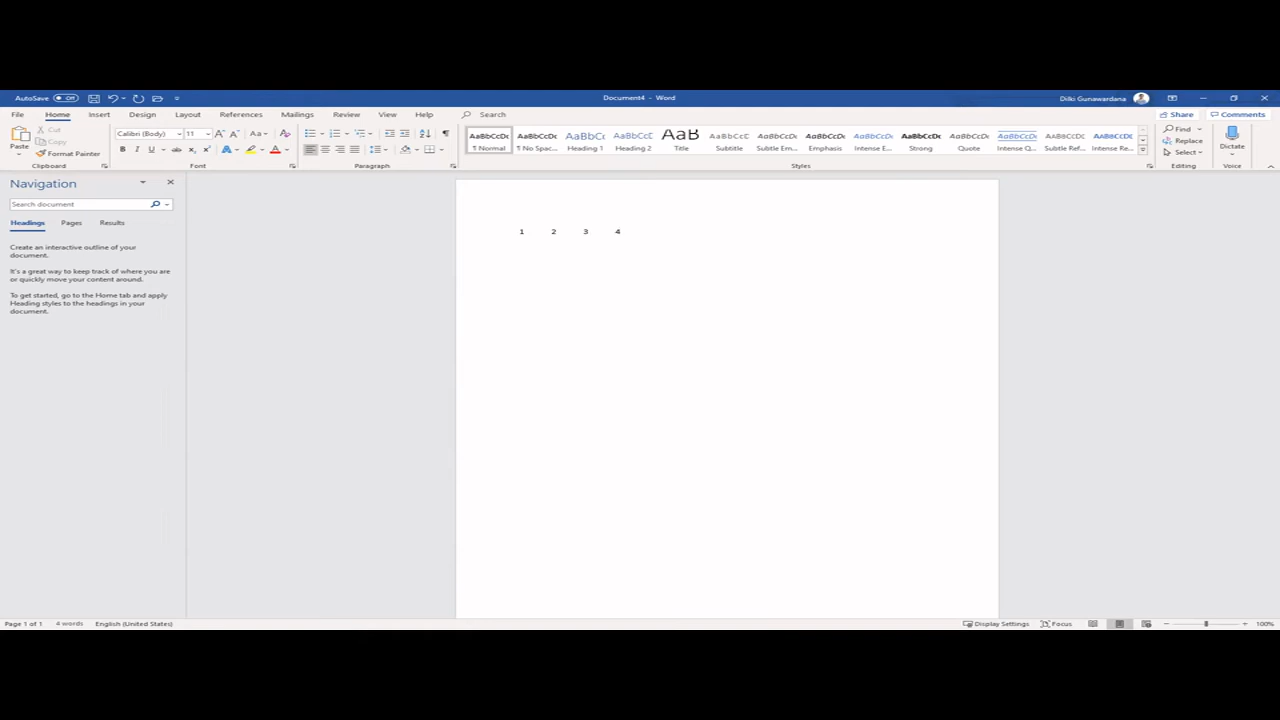 AutoSave Off Document4 - Word Dilki Gunawardana
File Home Insert Design Layout References Mailings Review View Help Search Share Comments
Paste Cut Copy Format Painter Clipboard
Calibri (Body) 11 Font
Paragraph
AaBbCcDc AaBbCcDc AaBbCc AaBbCcD AaB AaBbCcD AaBbCcDc AaBbCcDc AaBbCcDc AaBbCcDc AaBbCcDc AaBbCcDc AaBbCcDc AaBbCcDc
¶ Normal ¶ No Spac... Heading 1 Heading 2 Title Subtitle Subtle Em... Emphasis Intense E... Strong Quote Intense Q... Subtle Ref... Intense Re...
Styles
Find Replace Select Editing
Dictate Voice
Navigation
Search document
Headings Pages Results
Create an interactive outline of your
document.
It's a great way to keep track of where you are
or quickly move your content around.
To get started, go to the Home tab and apply
Heading styles to the headings in your
document.
1 2 3 4
Page 1 of 1 4 words English (United States) Display Settings Focus 100%